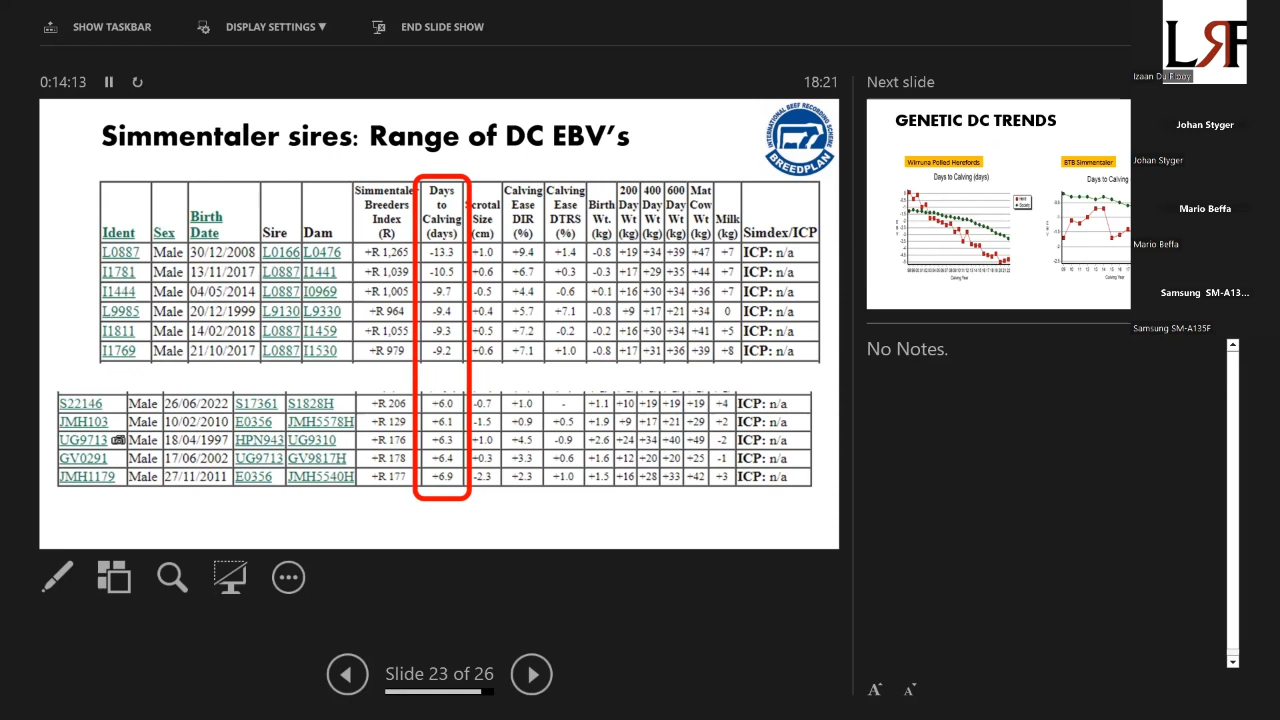 SHOW TASKBAR
DISPLAY SETTINGS ▼
END SLIDE SHOW
0:14:13
18:21
Simmentaler sires: Range of DC EBV's
INTERNATIONAL BEEF RECORDING SCHEME
BREEDPLAN
Ident Sex Birth Date Sire Dam Simmentaler Breeders Index (R) Days to Calving (days) Scrotal Size (cm) Calving Ease DIR (%) Calving Ease DTRS (%) Birth Wt. (kg) 200 Day Wt (kg) 400 Day Wt (kg) 600 Day Wt (kg) Mat Cow Wt (kg) Milk (kg) Simdex/ICP
L0887 Male 30/12/2008 L0166 L0476 +R 1,265 -13.3 +1.0 +9.4 +1.4 -0.8 +19 +34 +39 +47 +7 ICP: n/a
I1781 Male 13/11/2017 L0887 I1441 +R 1,039 -10.5 +0.6 +6.7 +0.3 -0.3 +17 +29 +35 +44 +7 ICP: n/a
I1444 Male 04/05/2014 L0887 I0969 +R 1,005 -9.7 -0.5 +4.4 -0.6 +0.1 +16 +30 +34 +36 +7 ICP: n/a
L9985 Male 20/12/1999 L9130 L9330 +R 964 -9.4 +0.4 +5.7 +7.1 -0.8 +9 +17 +21 +34 0 ICP: n/a
I1811 Male 14/02/2018 L0887 I1459 +R 1,055 -9.3 +0.5 +7.2 -0.2 -0.2 +16 +30 +34 +41 +5 ICP: n/a
I1769 Male 21/10/2017 L0887 I1530 +R 979 -9.2 +0.6 +7.1 +1.0 -0.8 +17 +31 +36 +39 +8 ICP: n/a
S22146 Male 26/06/2022 S17361 S1828H +R 206 +6.0 -0.7 +1.0 - +1.1 +10 +19 +19 +19 +4 ICP: n/a
JMH103 Male 10/02/2010 E0356 JMH5578H +R 129 +6.1 -1.5 +0.9 +0.5 +1.9 +9 +17 +21 +29 +2 ICP: n/a
UG9713 Male 18/04/1997 HPN943 UG9310 +R 176 +6.3 +1.0 +4.5 -0.9 +2.6 +24 +34 +40 +49 -2 ICP: n/a
GV0291 Male 17/06/2002 UG9713 GV9817H +R 178 +6.4 +0.3 +3.3 +0.6 +1.6 +12 +20 +20 +25 -1 ICP: n/a
JMH1179 Male 27/11/2011 E0356 JMH5540H +R 177 +6.9 -2.3 +2.3 +1.0 +1.5 +16 +28 +33 +42 +3 ICP: n/a
Slide 23 of 26
Next slide
GENETIC DC TRENDS
Wirruna Polled Herefords
BTB Simmentaler
Days to Calving (days)
Days to Calving
Calving Year
Calving Year
No Notes.
A A
LRF
Izaan Du
Johan Styger
Johan Styger
Mario Beffa
Mario Beffa
Samsung SM-A13...
Samsung SM-A135F